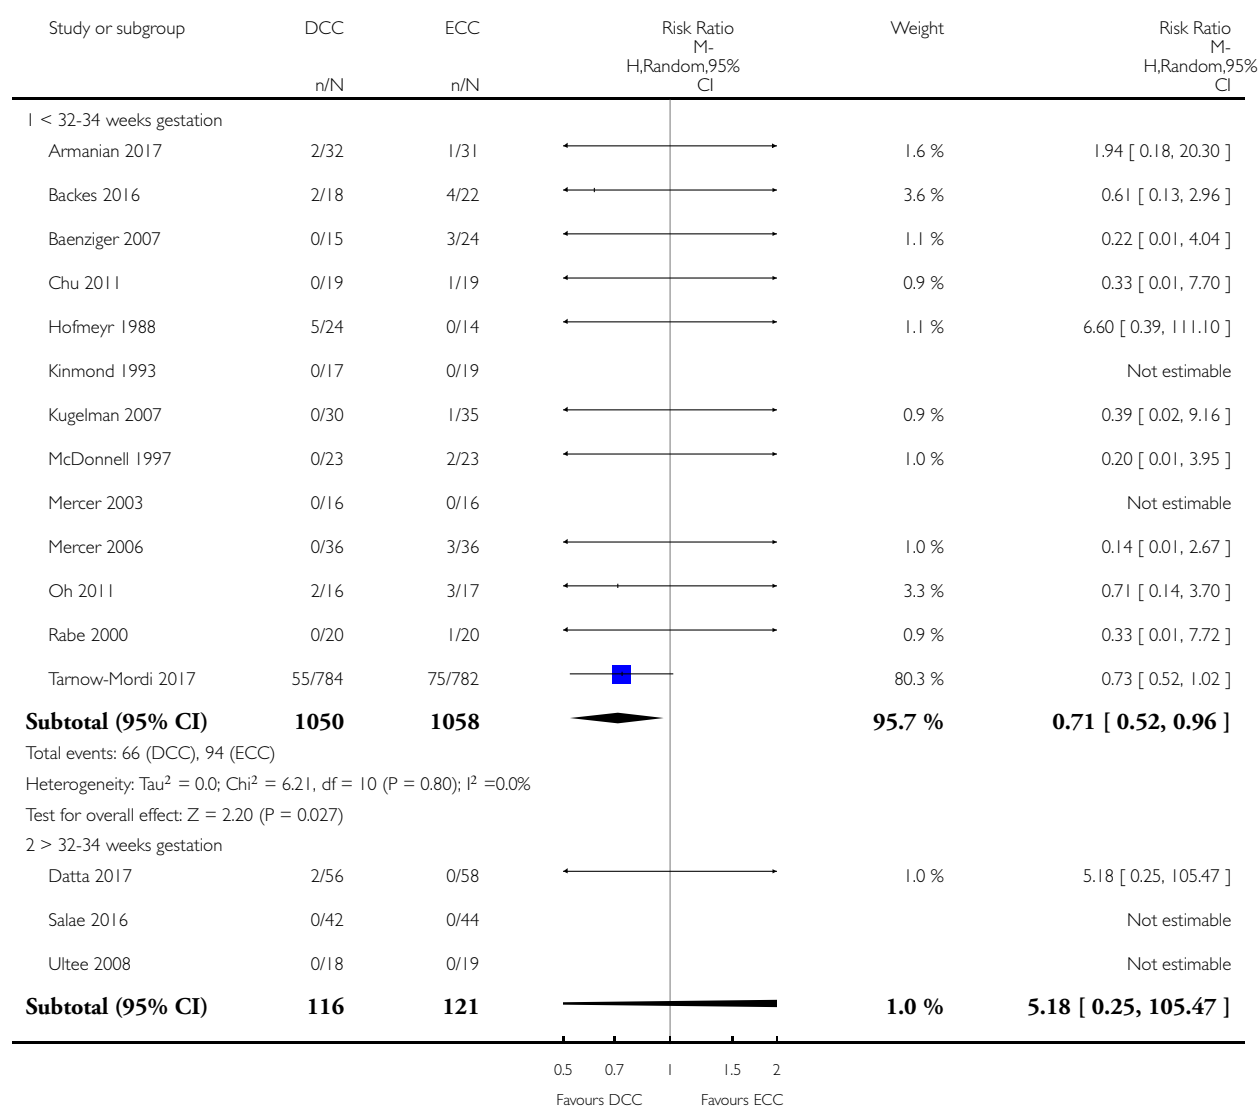 Study or subgroup DCC ECC Risk Ratio Weight Risk Ratio
M- M-
H,Random,95% H,Random,95%
n/N n/N CI CI
1 < 32-34 weeks gestation
Armanian 2017 2/32 1/31 1.6 % 1.94 [ 0.18, 20.30 ]
Backes 2016 2/18 4/22 3.6 % 0.61 [ 0.13, 2.96 ]
Baenziger 2007 0/15 3/24 1.1 % 0.22 [ 0.01, 4.04 ]
Chu 2011 0/19 1/19 0.9 % 0.33 [ 0.01, 7.70 ]
Hofmeyr 1988 5/24 0/14 1.1 % 6.60 [ 0.39, 111.10 ]
Kinmond 1993 0/17 0/19 Not estimable
Kugelman 2007 0/30 1/35 0.9 % 0.39 [ 0.02, 9.16 ]
McDonnell 1997 0/23 2/23 1.0 % 0.20 [ 0.01, 3.95 ]
Mercer 2003 0/16 0/16 Not estimable
Mercer 2006 0/36 3/36 1.0 % 0.14 [ 0.01, 2.67 ]
Oh 2011 2/16 3/17 3.3 % 0.71 [ 0.14, 3.70 ]
Rabe 2000 0/20 1/20 0.9 % 0.33 [ 0.01, 7.72 ]
Tarnow-Mordi 2017 55/784 75/782 80.3 % 0.73 [ 0.52, 1.02 ]
Subtotal (95% CI) 1050 1058 95.7 % 0.71 [ 0.52, 0.96 ]
Total events: 66 (DCC), 94 (ECC)
Heterogeneity: Tau² = 0.0; Chi² = 6.21, df = 10 (P = 0.80); I² =0.0%
Test for overall effect: Z = 2.20 (P = 0.027)
2 > 32-34 weeks gestation
Datta 2017 2/56 0/58 1.0 % 5.18 [ 0.25, 105.47 ]
Salae 2016 0/42 0/44 Not estimable
Ultee 2008 0/18 0/19 Not estimable
Subtotal (95% CI) 116 121 1.0 % 5.18 [ 0.25, 105.47 ]
0.5 0.7 1 1.5 2
Favours DCC Favours ECC